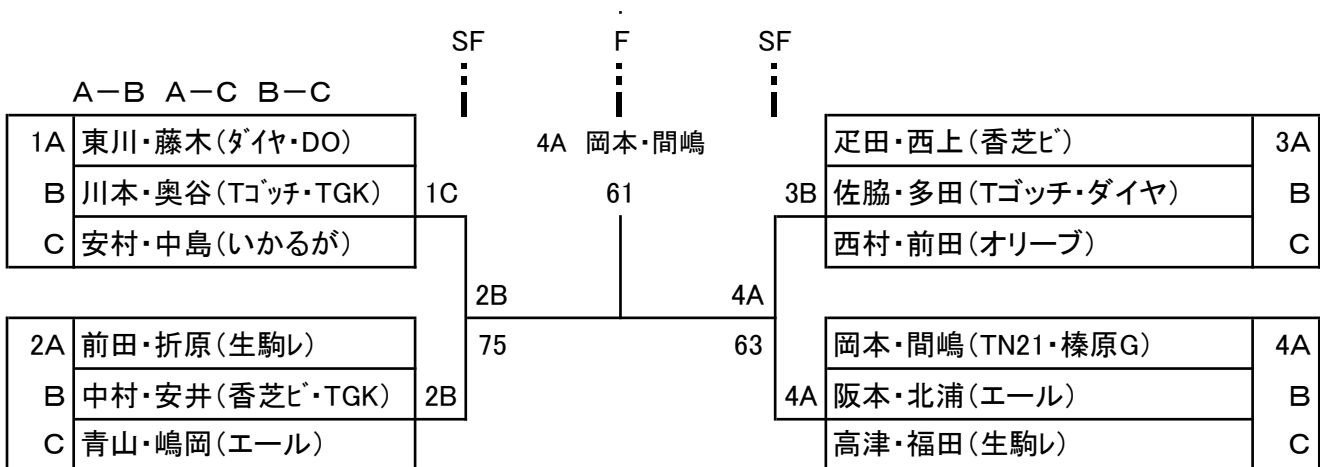 SF F SF
A-B A-C B-C
4A 岡本・間嶋
61
1A 東川・藤木(ﾀﾞｲﾔ・DO)
B 川本・奥谷(Tｺﾞｯﾁ・TGK) 1C
C 安村・中島(いかるが)
疋田・西上(香芝ﾋﾞ) 3A
3B 佐脇・多田(Tゴッチ・ダイヤ) B
西村・前田(オリーブ) C
2B 4A
75 63
2A 前田・折原(生駒ﾚ)
B 中村・安井(香芝ﾋﾞ・TGK) 2B
C 青山・嶋岡(エール)
岡本・間嶋(TN21・榛原G) 4A
4A 阪本・北浦(エール) B
高津・福田(生駒ﾚ) C